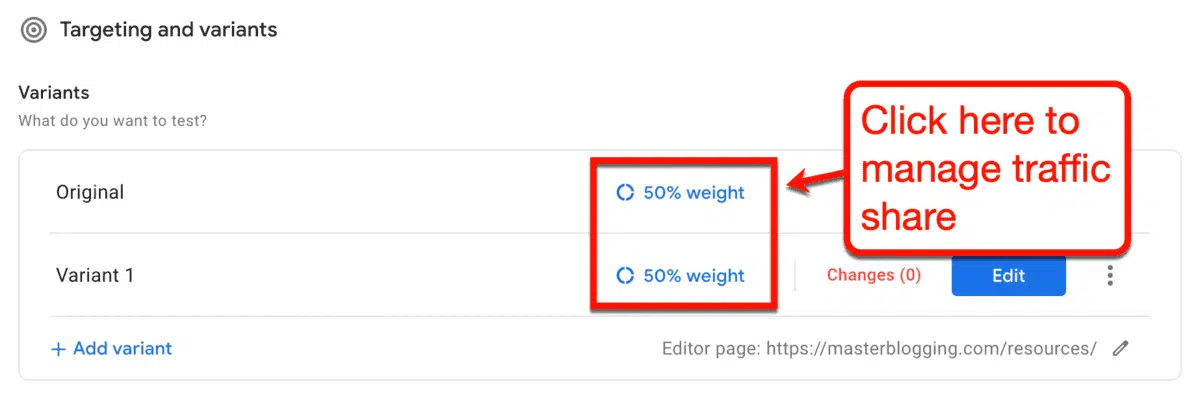 Targeting and variants
Variants
What do you want to test?
Original
50% weight
Click here to
manage traffic
share
Variant 1
50% weight
Changes (0)
Edit
+ Add variant
Editor page: https://masterblogging.com/resources/